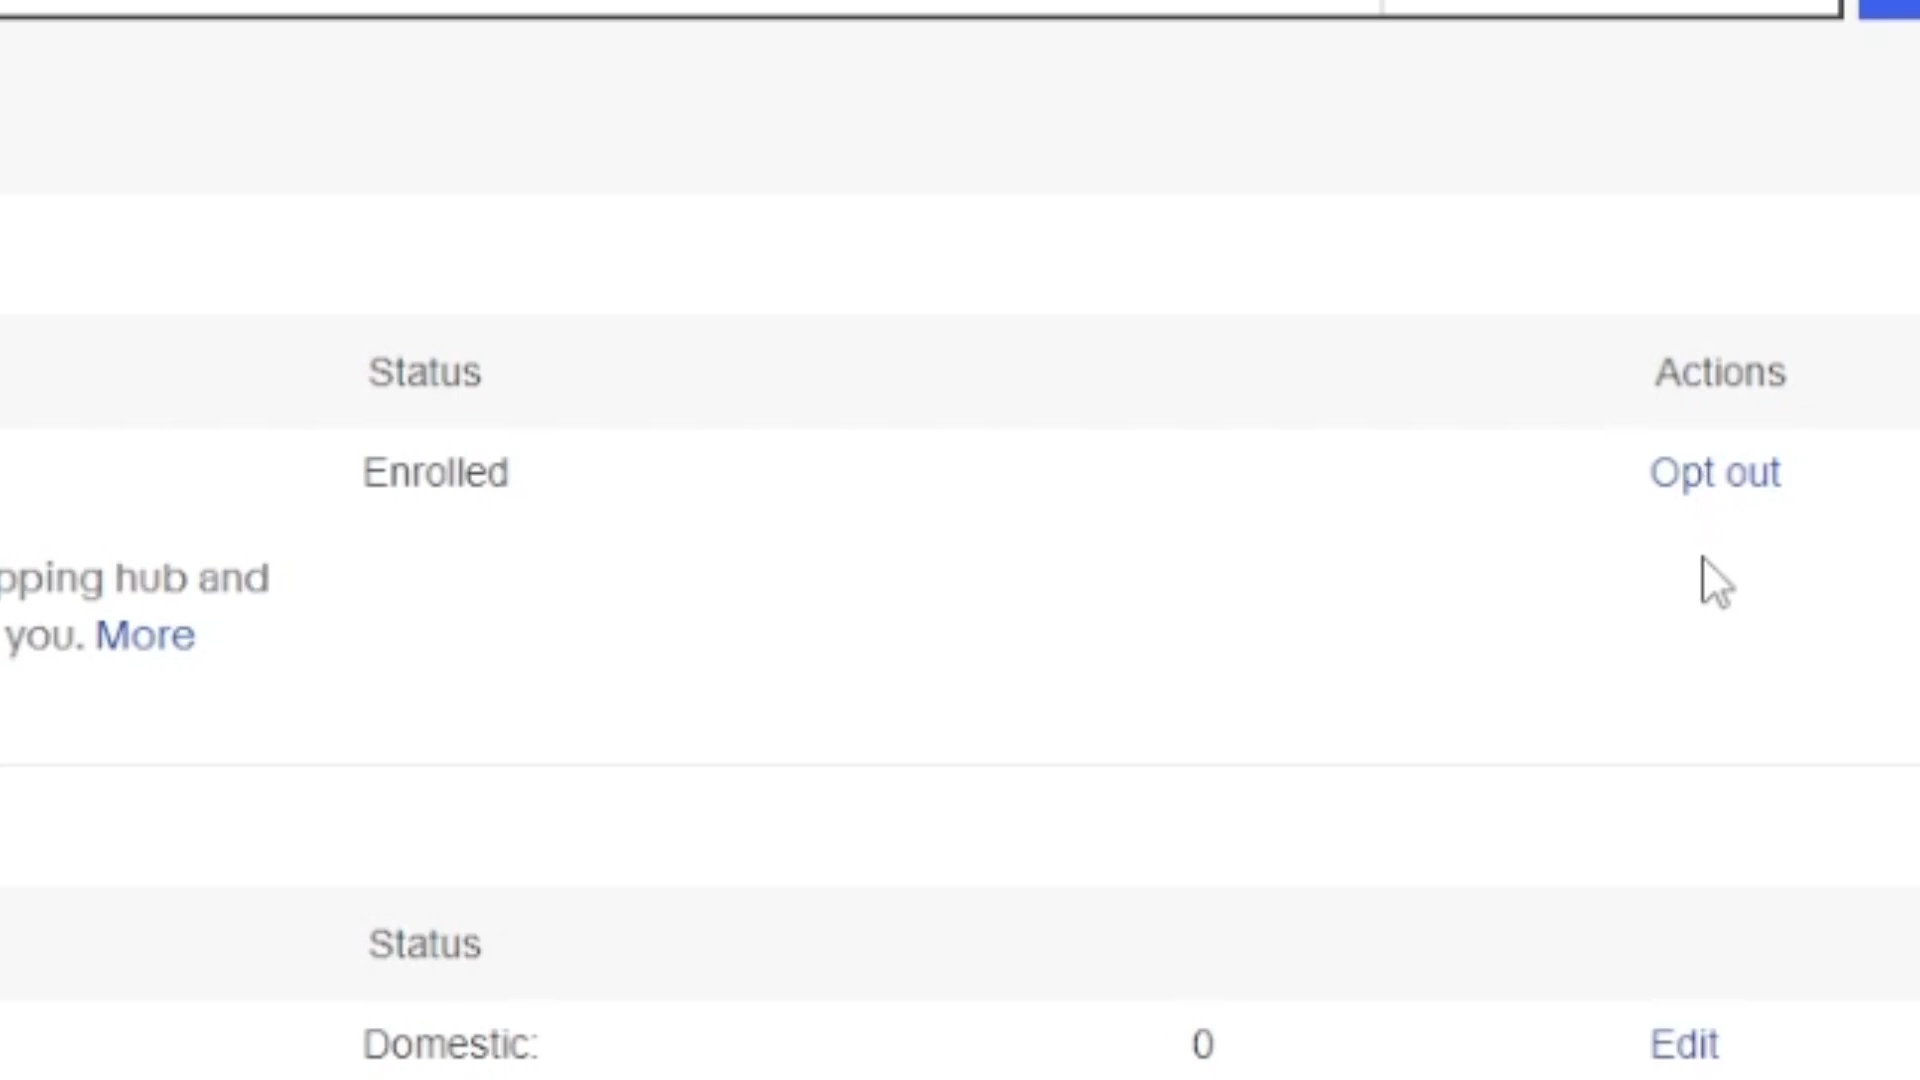 Status Actions
Enrolled Opt out
pping hub and
you. More
Status
Domestic: 0 Edit